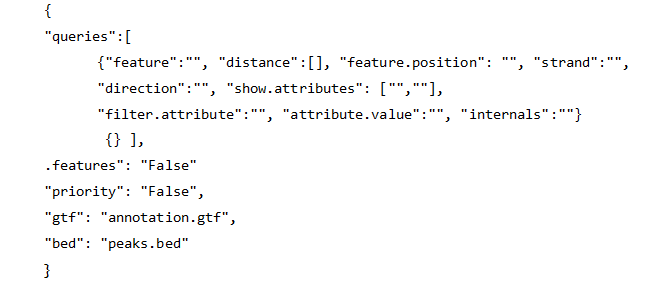 {
"queries":[
{"feature":"", "distance":[], "feature.position": "", "strand":"",
"direction":"", "show.attributes": ["",""],
"filter.attribute":"", "attribute.value":"", "internals":""}
{} ],
.features": "False"
"priority": "False",
"gtf": "annotation.gtf",
"bed": "peaks.bed"
}